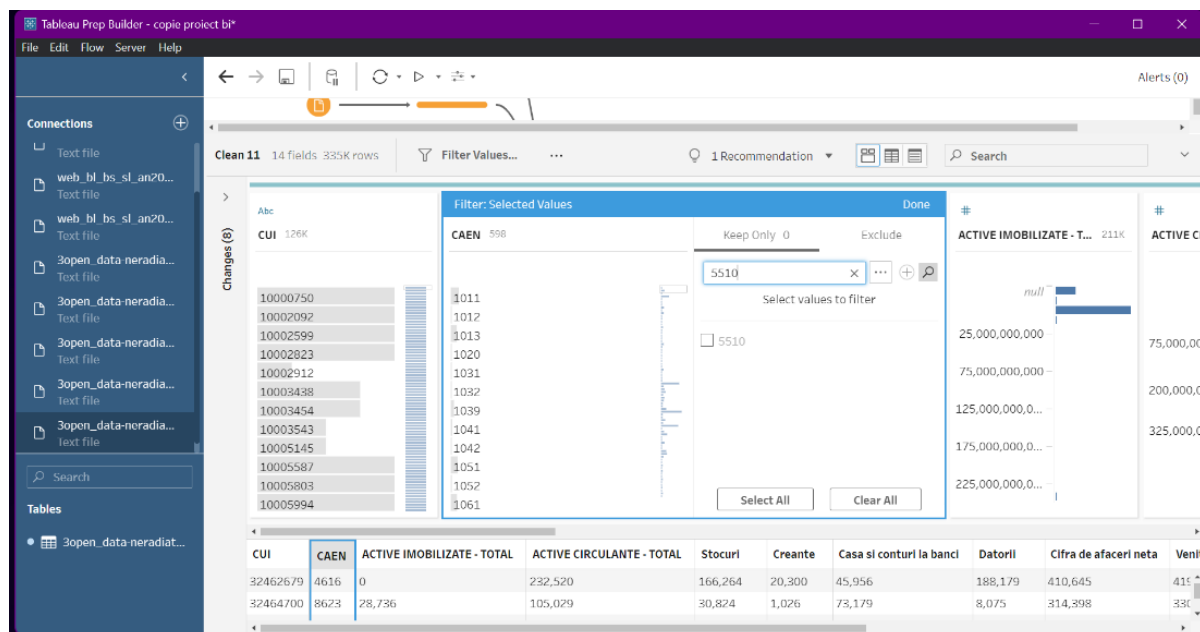 Tableau Prep Builder - copie proiect bi*
File Edit Flow Server Help
Alerts (0)
Connections
Text file
web_bl_bs_sl_an20...
Text file
web_bl_bs_sl_an20...
Text file
3open_data-neradia...
Text file
3open_data-neradia...
Text file
3open_data-neradia...
Text file
3open_data-neradia...
Text file
3open_data-neradia...
Text file
Search
Tables
3open_data-neradiat...
Clean 11 14 fields 335K rows Filter Values... ... 1 Recommendation Search
Changes (8)
Abc
CUI 126K
10000750
10002092
10002599
10002823
10002912
10003438
10003454
10003543
10005145
10005587
10005803
10005994
Filter: Selected Values Done
CAEN 598
1011
1012
1013
1020
1031
1032
1039
1041
1042
1051
1052
1061
Keep Only 0 Exclude
5510
Select values to filter
5510
Select All Clear All
#
ACTIVE IMOBILIZATE - T... 211K
null
25,000,000,000
75,000,000,000
125,000,000,0...
175,000,000,0...
225,000,000,0...
#
ACTIVE C
75,000,00
200,000,0
325,000,0
CUI CAEN ACTIVE IMOBILIZATE - TOTAL ACTIVE CIRCULANTE - TOTAL Stocuri Creante Casa si conturi la banci Datorii Cifra de afaceri neta Veni
32462679 4616 0 232,520 166,264 20,300 45,956 188,179 410,645 419
32464700 8623 28,736 105,029 30,824 1,026 73,179 8,075 314,398 330